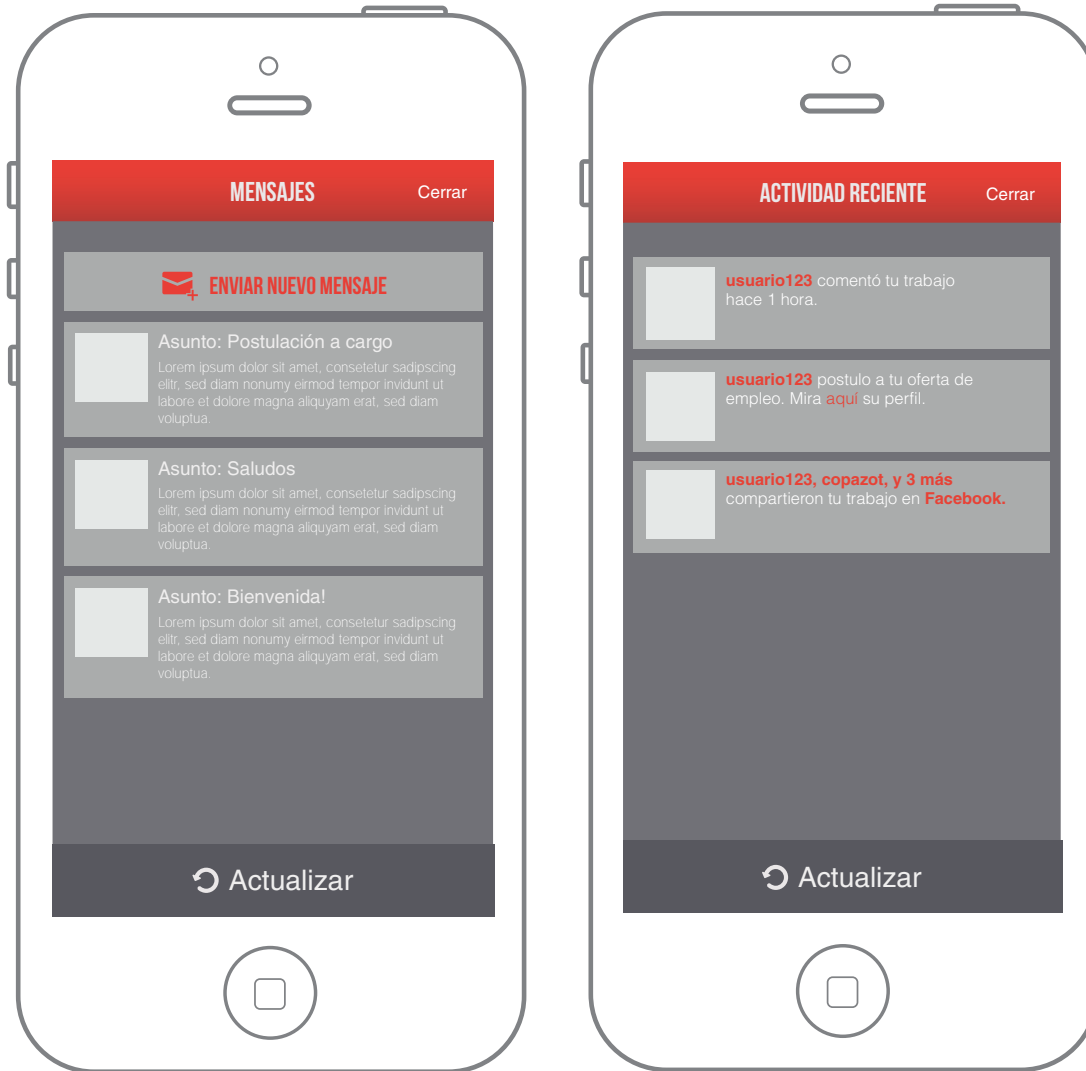 MENSAJES
Cerrar
ENVIAR NUEVO MENSAJE
Asunto: Postulación a cargo
Lorem ipsum dolor sit amet, consetetur sadipscing
elitr, sed diam nonumy eirmod tempor invidunt ut
labore et dolore magna aliquyam erat, sed diam
voluptua.
Asunto: Saludos
Lorem ipsum dolor sit amet, consetetur sadipscing
elitr, sed diam nonumy eirmod tempor invidunt ut
labore et dolore magna aliquyam erat, sed diam
voluptua.
Asunto: Bienvenida!
Lorem ipsum dolor sit amet, consetetur sadipscing
elitr, sed diam nonumy eirmod tempor invidunt ut
labore et dolore magna aliquyam erat, sed diam
voluptua.
Actualizar
ACTIVIDAD RECIENTE
Cerrar
usuario123 comentó tu trabajo
hace 1 hora.
usuario123 postulo a tu oferta de
empleo. Mira aquí su perfil.
usuario123, copazot, y 3 más
compartieron tu trabajo en Facebook.
Actualizar